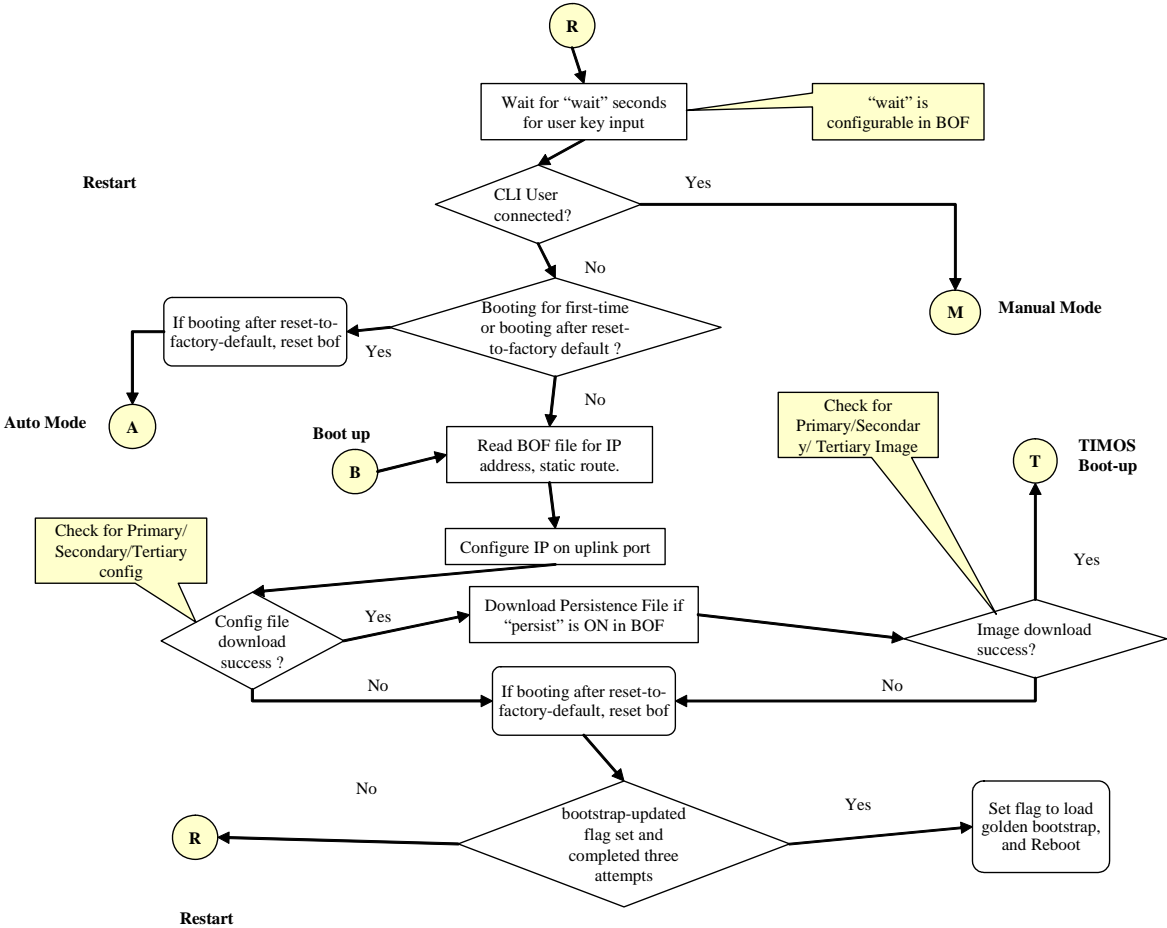 R
Wait for “wait” seconds
for user key input
“wait” is
configurable in BOF
Restart
CLI User
connected?
Yes
No
M
Manual Mode
Booting for first-time
or booting after reset-
to-factory default ?
If booting after reset-to-
factory-default, reset bof
Yes
No
Auto Mode
A
Boot up
B
Read BOF file for IP
address, static route.
Check for
Primary/Secondar
y/ Tertiary Image
T
TIMOS
Boot-up
Check for Primary/
Secondary/Tertiary
config
Configure IP on uplink port
Yes
Config file
download
success ?
Yes
Download Persistence File if
“persist” is ON in BOF
Image download
success?
No
If booting after reset-to-
factory-default, reset bof
No
No
bootstrap-updated
flag set and
completed three
attempts
Yes
Set flag to load
golden bootstrap,
and Reboot
R
Restart